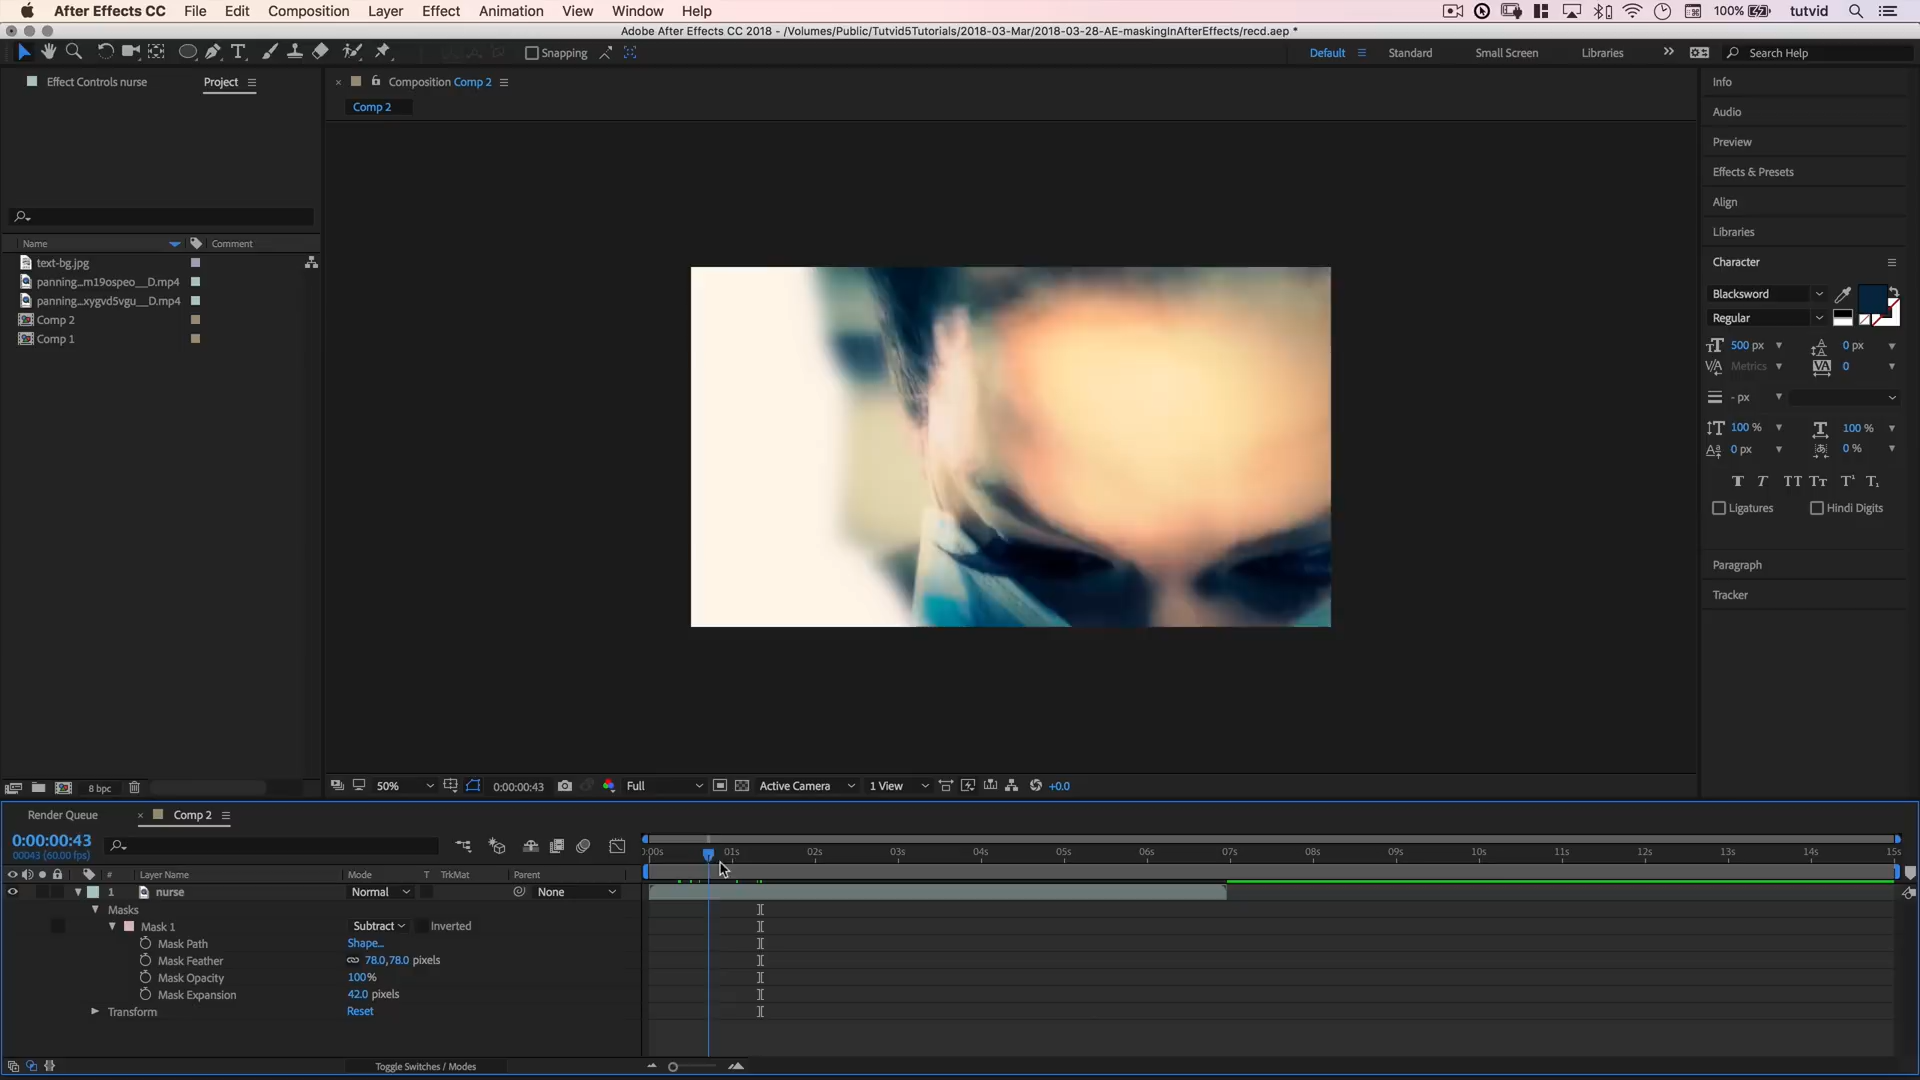 After Effects CC File Edit Composition Layer Effect Animation View Window Help 100% tutvid
Adobe After Effects CC 2018 - /Volumes/Public/Tutvid5Tutorials/2018-03-Mar/2018-03-28-AE-maskingInAfterEffects/recd.aep *
Snapping Default Standard Small Screen Libraries Search Help
Effect Controls nurse Project
Composition Comp 2
Comp 2
Name Comment
text-bg.jpg
panning...m19ospeo__D.mp4
panning...xygvd5vgu__D.mp4
Comp 2
Comp 1
Info
Audio
Preview
Effects & Presets
Align
Libraries
Character
Blacksword
Regular
500 px 0 px
Metrics 0
- px
100 % 100 %
0 px 0 %
T T TT Tт T¹ T₁
Ligatures Hindi Digits
Paragraph
Tracker
8 bpc
50% 0:00:00:43 Full Active Camera 1 View +0.0
Render Queue Comp 2
0:00:00:43
00043 (60.00 fps)
):00s 01s 02s 03s 04s 05s 06s 07s 08s 09s 10s 11s 12s 13s 14s 15s
# Layer Name Mode T TrkMat Parent
1 nurse Normal None
Masks
Mask 1 Subtract Inverted
Mask Path Shape...
Mask Feather 78.0,78.0 pixels
Mask Opacity 100%
Mask Expansion 42.0 pixels
Transform Reset
Toggle Switches / Modes